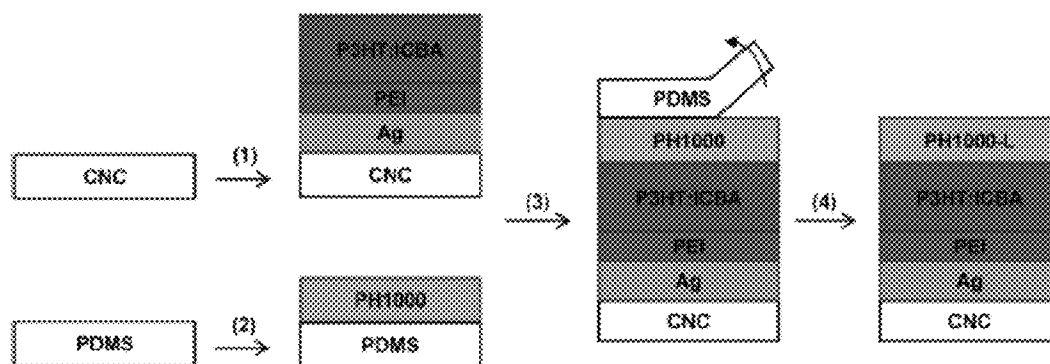 P3HT:ICBA
PEI
Ag
CNC
CNC
(1)
PH1000
PDMS
PDMS
(2)
(3)
PDMS
PH1000
P3HT:ICBA
PEI
Ag
CNC
(4)
PH1000-L
P3HT:ICBA
PEI
Ag
CNC